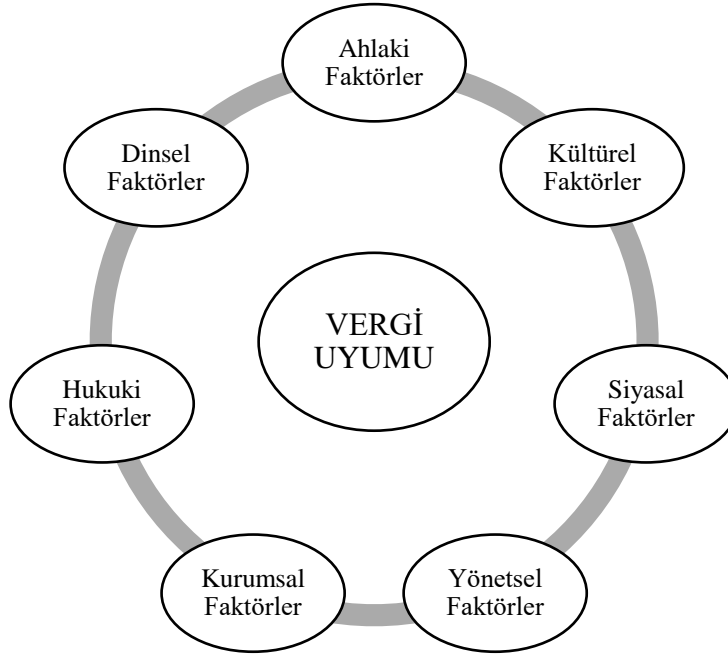 Ahlaki
Faktörler
Dinsel
Faktörler
Kültürel
Faktörler
VERGİ
UYUMU
Hukuki
Faktörler
Siyasal
Faktörler
Kurumsal
Faktörler
Yönetsel
Faktörler